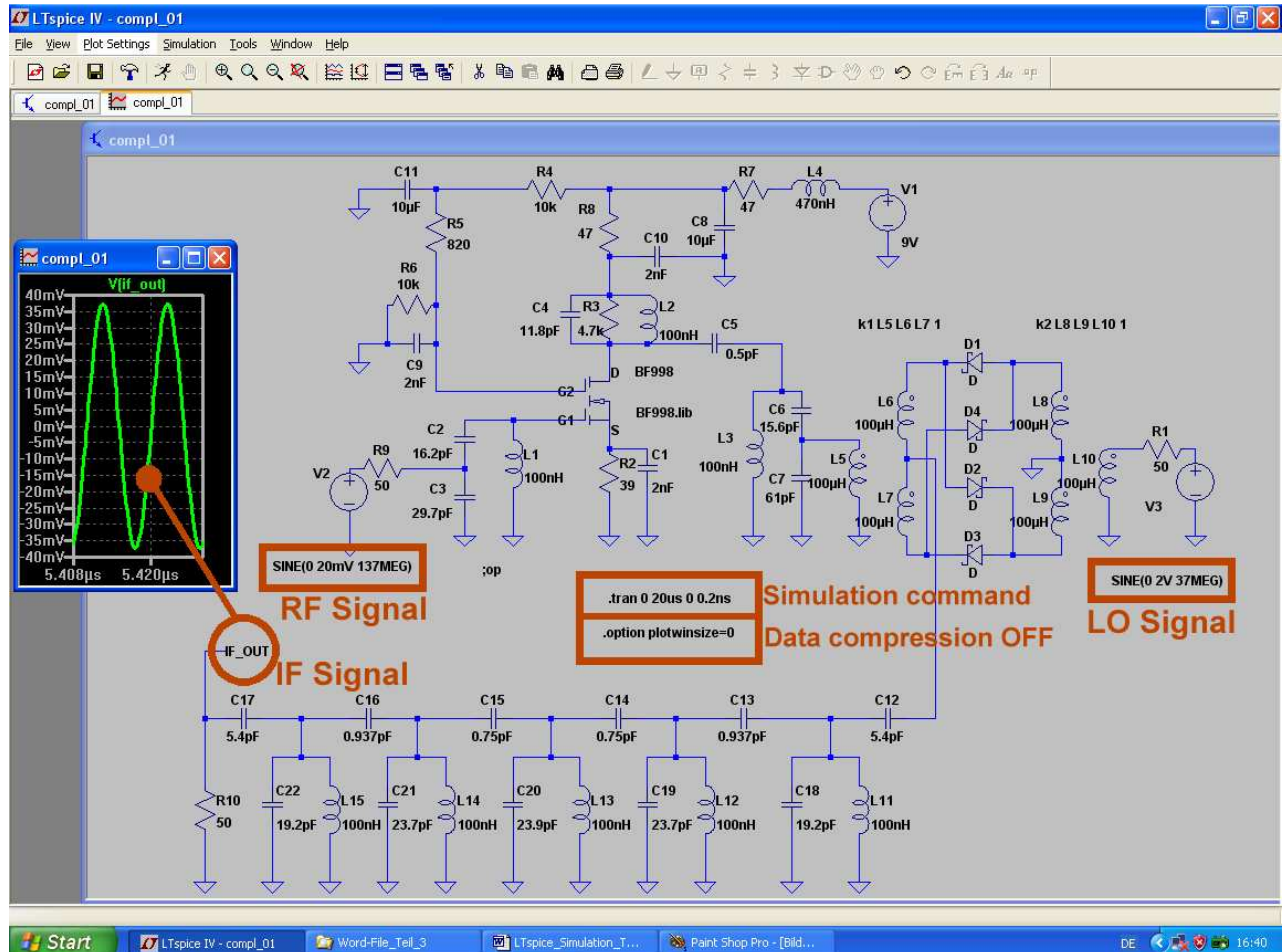 LTspice IV - compl_01
File View Plot Settings Simulation Tools Window Help
compl_01 compl_01
compl_01
C11
10µF
R4
10k
R7
47
L4
470nH
V1
9V
R5
820
R8
47
C8
10µF
C10
2nF
compl_01
V(if_out)
40mV
35mV
30mV
25mV
20mV
15mV
10mV
5mV
0mV
-5mV
-10mV
-15mV
-20mV
-25mV
-30mV
-35mV
-40mV
5.408µs 5.420µs
R6
10k
C9
2nF
C4
11.8pF
R3
4.7k
L2
100nH
C5
0.5pF
k1 L5 L6 L7 1
k2 L8 L9 L10 1
D BF998
G2
G1
BF998.lib
S
C2
16.2pF
R9
50
V2
C3
29.7pF
L1
100nH
R2
39
C1
2nF
L3
100nH
C6
15.6pF
C7
61pF
L5
100µH
L6
100µH
L7
100µH
D1
D
D4
D
D2
D
D3
D
L8
100µH
L9
100µH
L10
100µH
R1
50
V3
SINE(0 20mV 137MEG)
RF Signal
;op
.tran 0 20us 0 0.2ns
Simulation command
.option plotwinsize=0
Data compression OFF
SINE(0 2V 37MEG)
LO Signal
IF_OUT
IF Signal
C17
5.4pF
C16
0.937pF
C15
0.75pF
C14
0.75pF
C13
0.937pF
C12
5.4pF
R10
50
C22
19.2pF
L15
100nH
C21
23.7pF
L14
100nH
C20
23.9pF
L13
100nH
C19
23.7pF
L12
100nH
C18
19.2pF
L11
100nH
Start LTspice IV - compl_01 Word-File_Teil_3 LTspice_Simulation_T... Paint Shop Pro - [Bild... DE 16:40